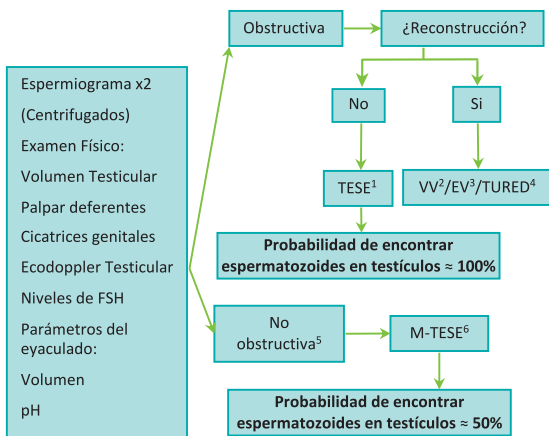 Espermiograma x2
(Centrifugados)
Examen Físico:
Volumen Testicular
Palpar deferentes
Cicatrices genitales
Ecodoppler Testicular
Niveles de FSH
Parámetros del
eyaculado:
Volumen
pH
Obstructiva
¿Reconstrucción?
No
Si
TESE¹
VV²/EV³/TURED⁴
Probabilidad de encontrar
espermatozoides en testículos ≈ 100%
No
obstructiva⁵
M-TESE⁶
Probabilidad de encontrar
espermatozoides en testículos ≈ 50%